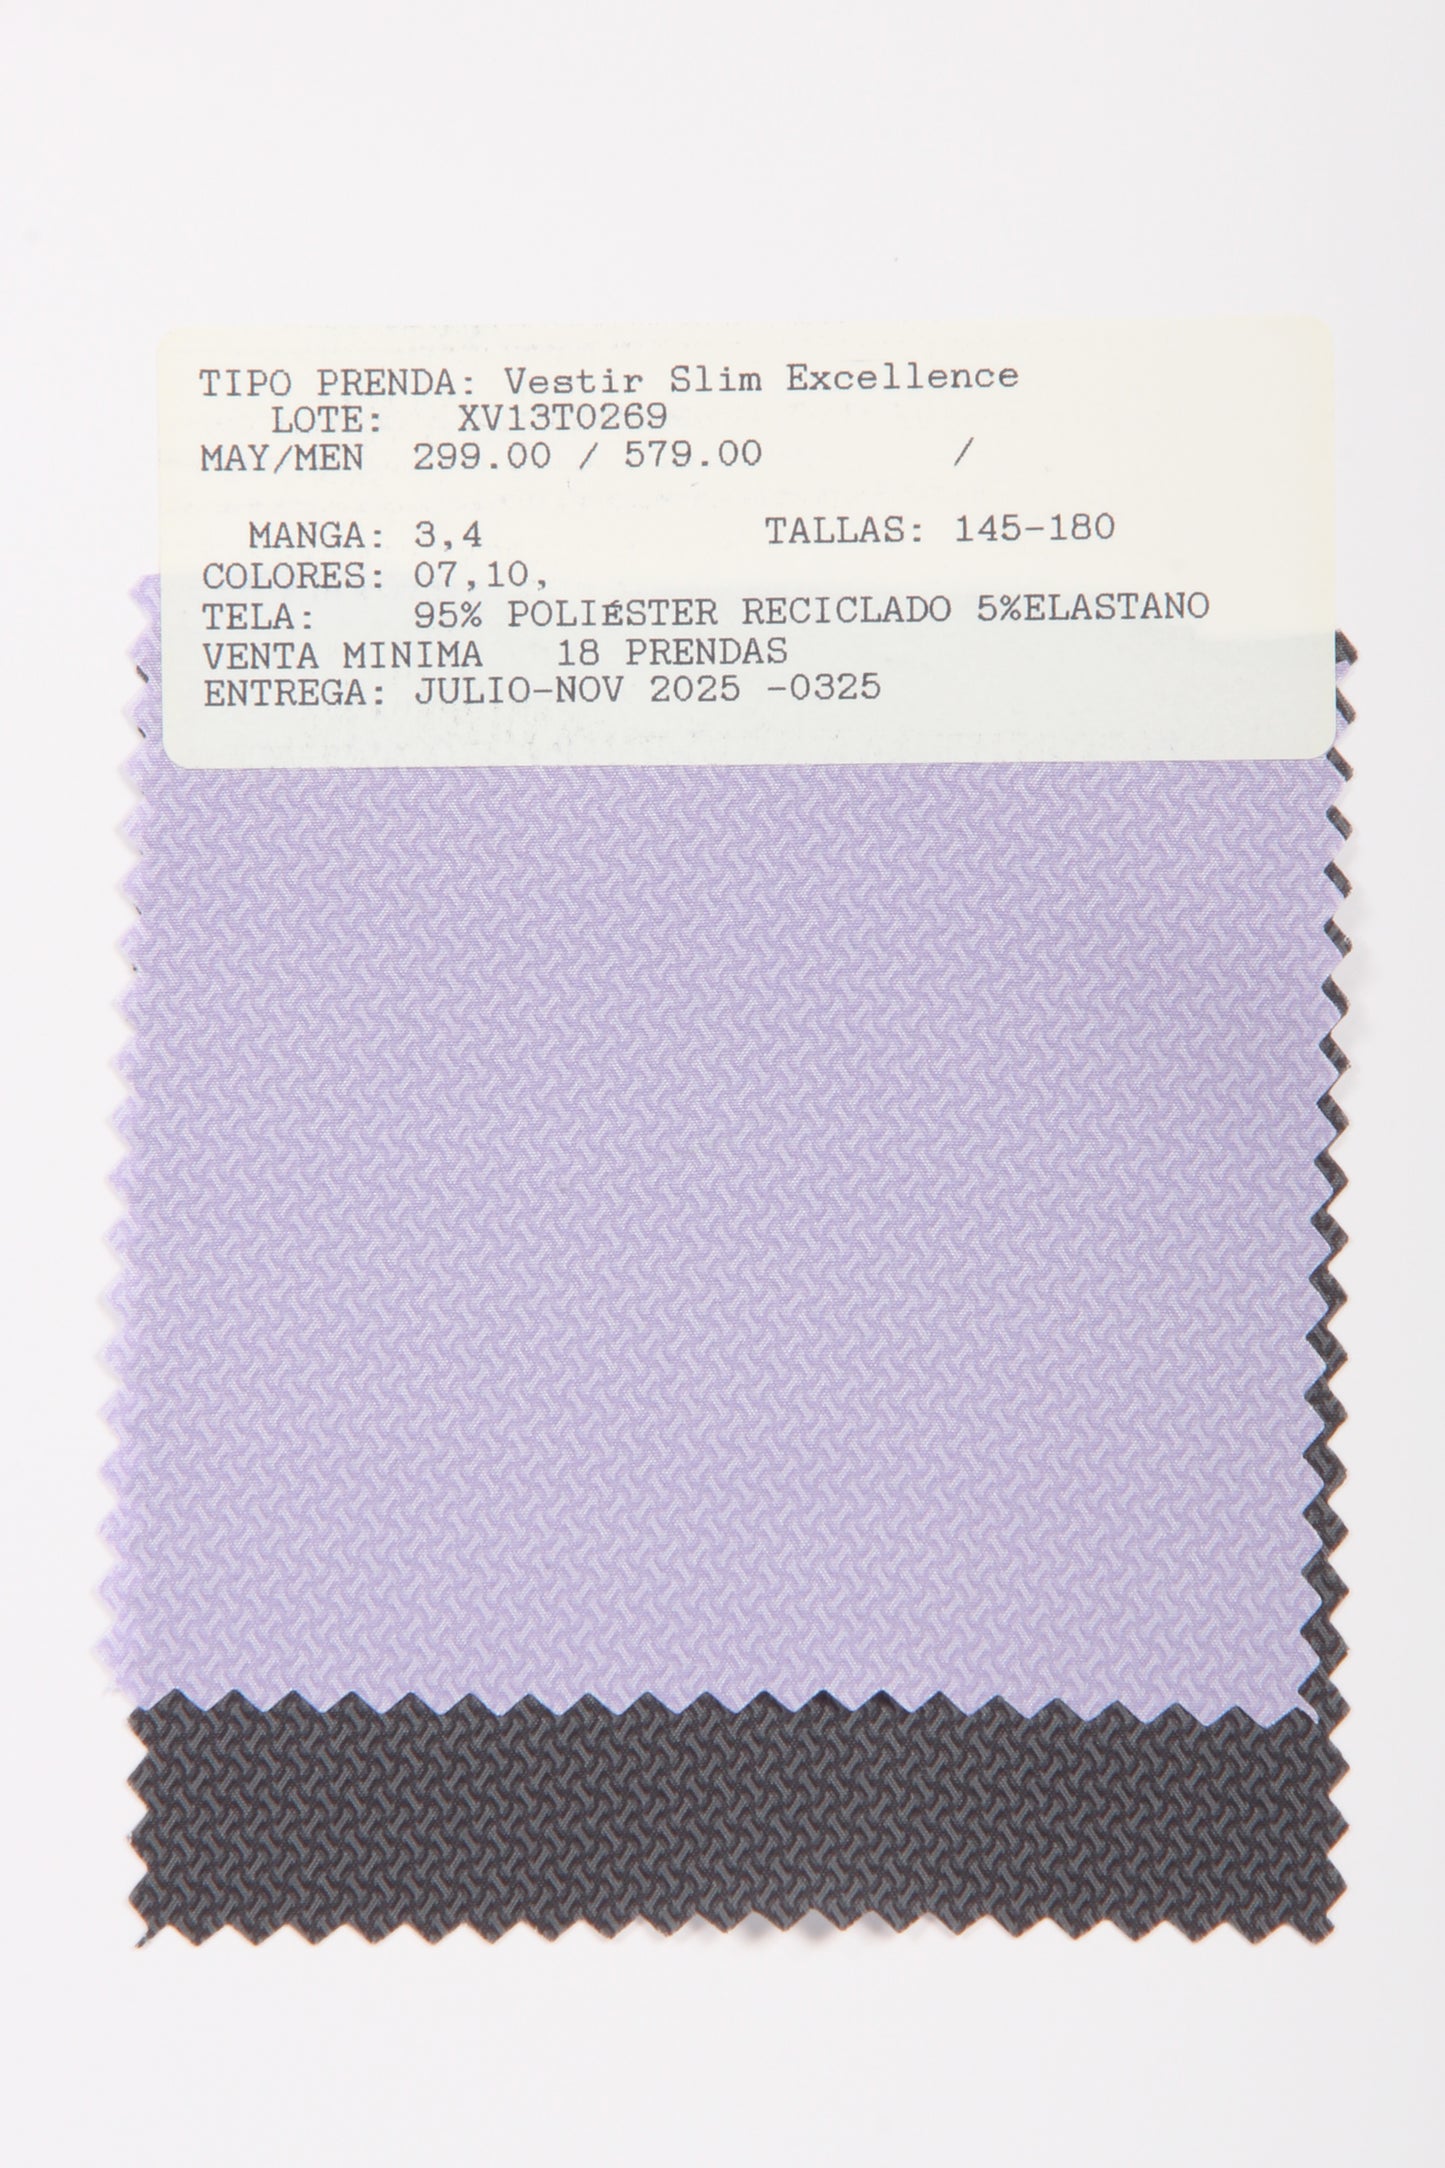 TIPO PRENDA: Vestir Slim Excellence
LOTE: XV13T0269
MAY/MEN 299.00 / 579.00 /
MANGA: 3,4 TALLAS: 145-180
COLORES: 07,10,
TELA: 95% POLIÉSTER RECICLADO 5%ELASTANO
VENTA MINIMA 18 PRENDAS
ENTREGA: JULIO-NOV 2025 -0325